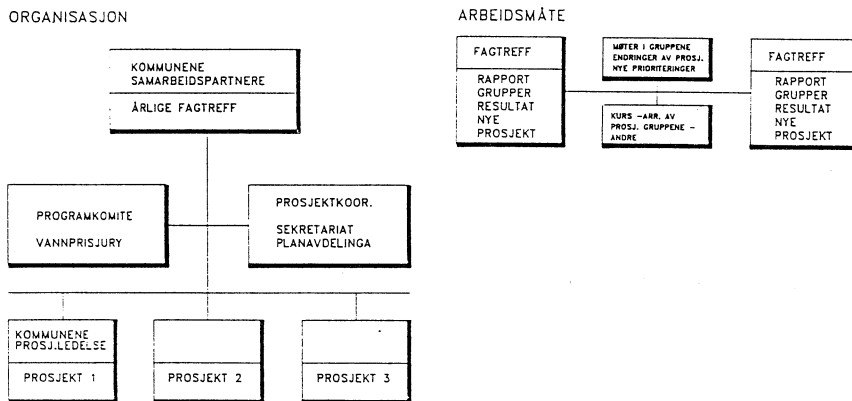 ORGANISASJON
KOMMUNENE
SAMARBEIDSPARTNERE
ÅRLIGE FAGTREFF
PROGRAMKOMITE
VANNPRISJURY
PROSJEKTKOOR.
SEKRETARIAT
PLANAVDELINGA
KOMMUNENE
PROSJ.LEDELSE
PROSJEKT 1
PROSJEKT 2
PROSJEKT 3
ARBEIDSMÅTE
FAGTREFF
RAPPORT
GRUPPER
RESULTAT
NYE
PROSJEKT
MØTER I GRUPPENE
ENDRINGER AV PROSJ.
NYE PRIORITERINGER
KURS -ARR. AV
PROSJ. GRUPPENE -
ANDRE
FAGTREFF
RAPPORT
GRUPPER
RESULTAT
NYE
PROSJEKT